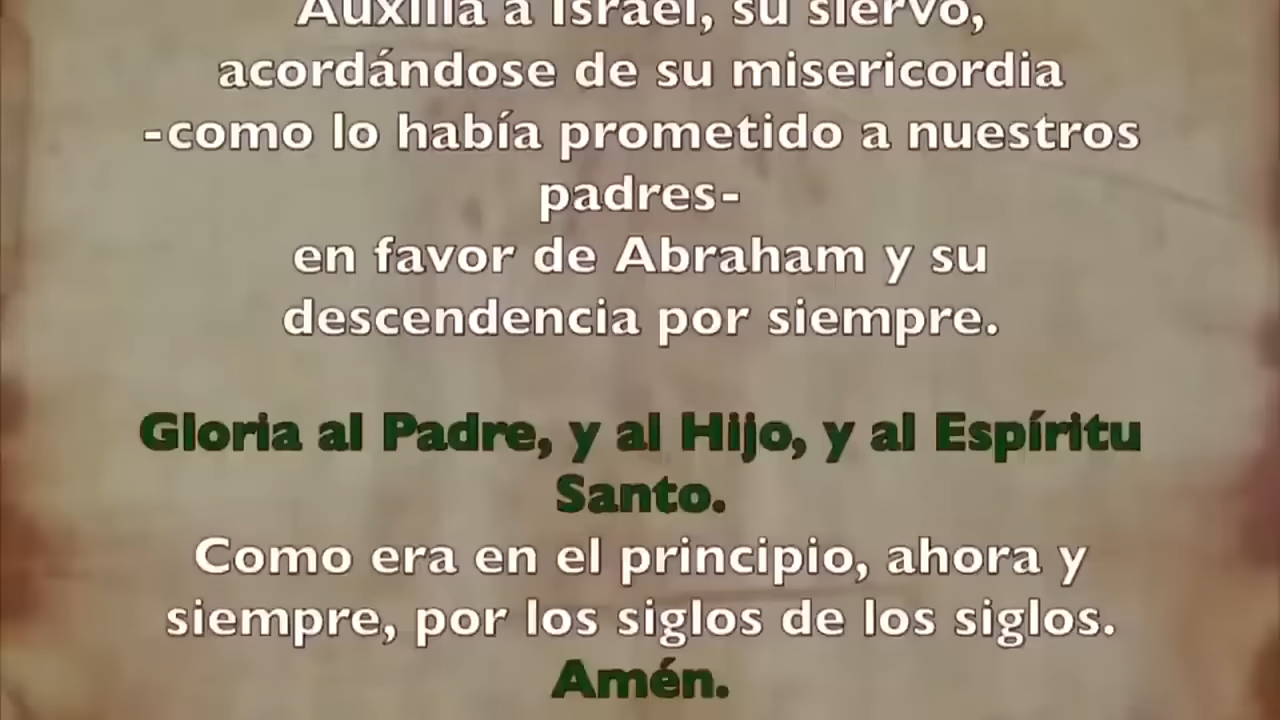 Auxilia a Israel, su siervo,
acordándose de su misericordia
-como lo había prometido a nuestros
padres-
en favor de Abraham y su
descendencia por siempre.
Gloria al Padre, y al Hijo, y al Espíritu
Santo.
Como era en el principio, ahora y
siempre, por los siglos de los siglos.
Amén.